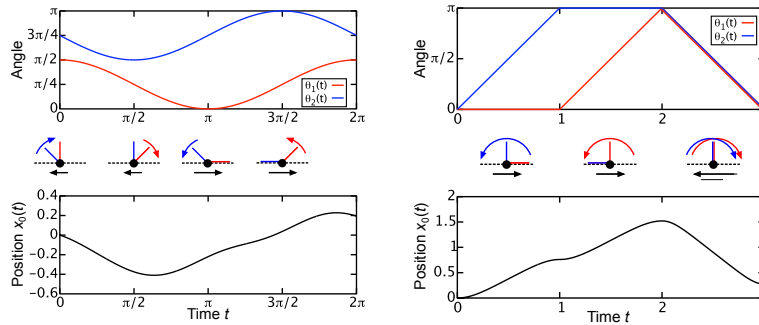 π
3π/4
π/2
π/4
0
Angle
θ₁(t)
θ₂(t)
0 π/2 π 3π/2 2π
0.4
0.2
0
−0.2
−0.4
−0.6
Position x₀(t)
0 π/2 π 3π/2 2π
Time t
π
π/2
0
Angle
θ₁(t)
θ₂(t)
0 1 2
2
1.5
1
0.5
0
Position x₀(t)
0 1 2
Time t